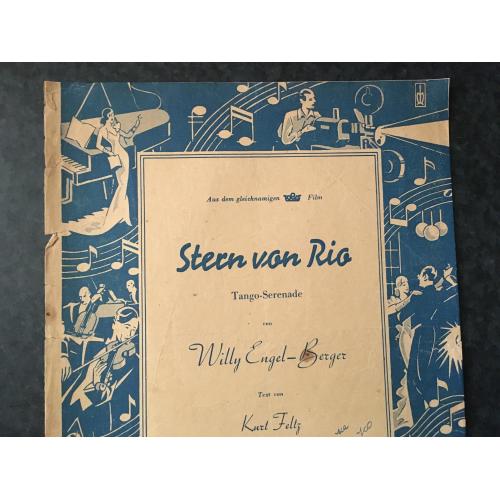 Aus dem gleichnamigen Film
Stern von Rio
Tango-Serenade
von
Willy Engel-Berger
Text von
Kurt Feltz